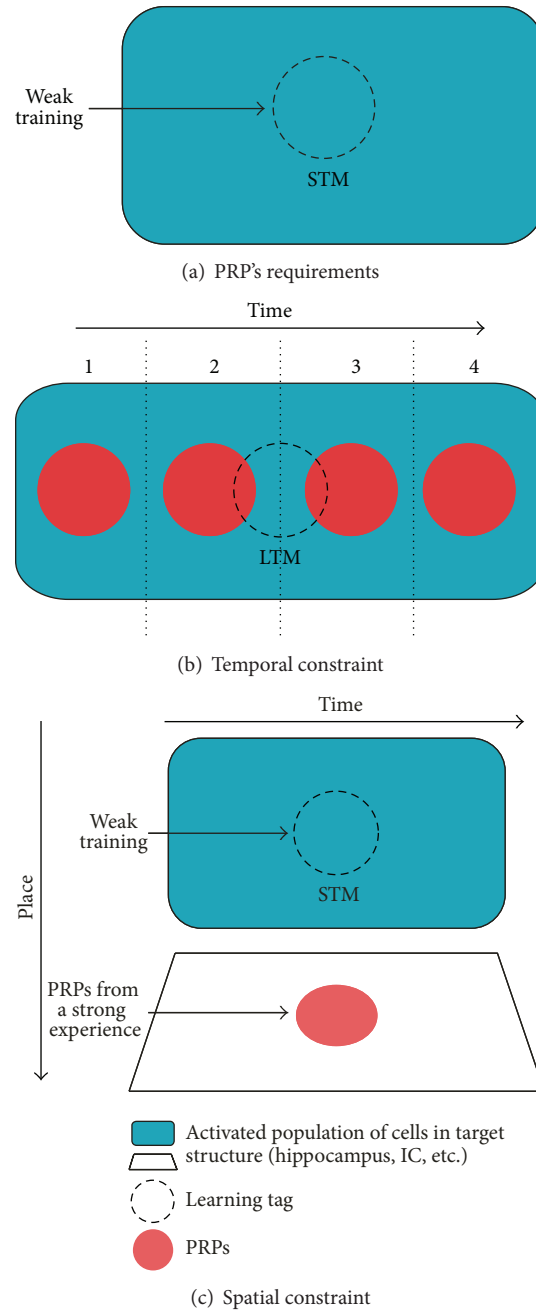 Weak
training
STM
(a) PRP's requirements
Time
1 2 3 4
LTM
(b) Temporal constraint
Time
Weak
training
STM
Place
PRPs from
a strong
experience
Activated population of cells in target
structure (hippocampus, IC, etc.)
Learning tag
PRPs
(c) Spatial constraint